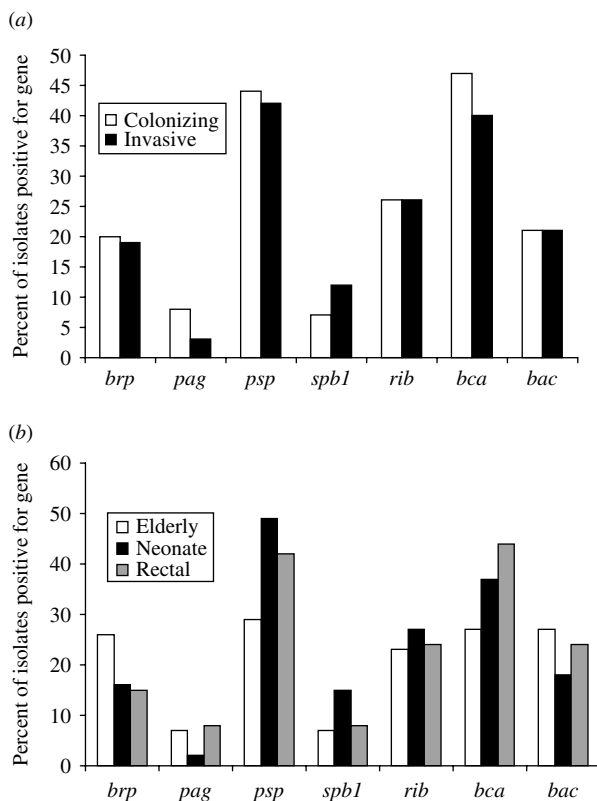 (a)
Percent of isolates positive for gene
50
45
40
35
30
25
20
15
10
5
0
Colonizing
Invasive
brp pag psp spb1 rib bca bac
(b)
Percent of isolates positive for gene
60
50
40
30
20
10
0
Elderly
Neonate
Rectal
brp pag psp spb1 rib bca bac